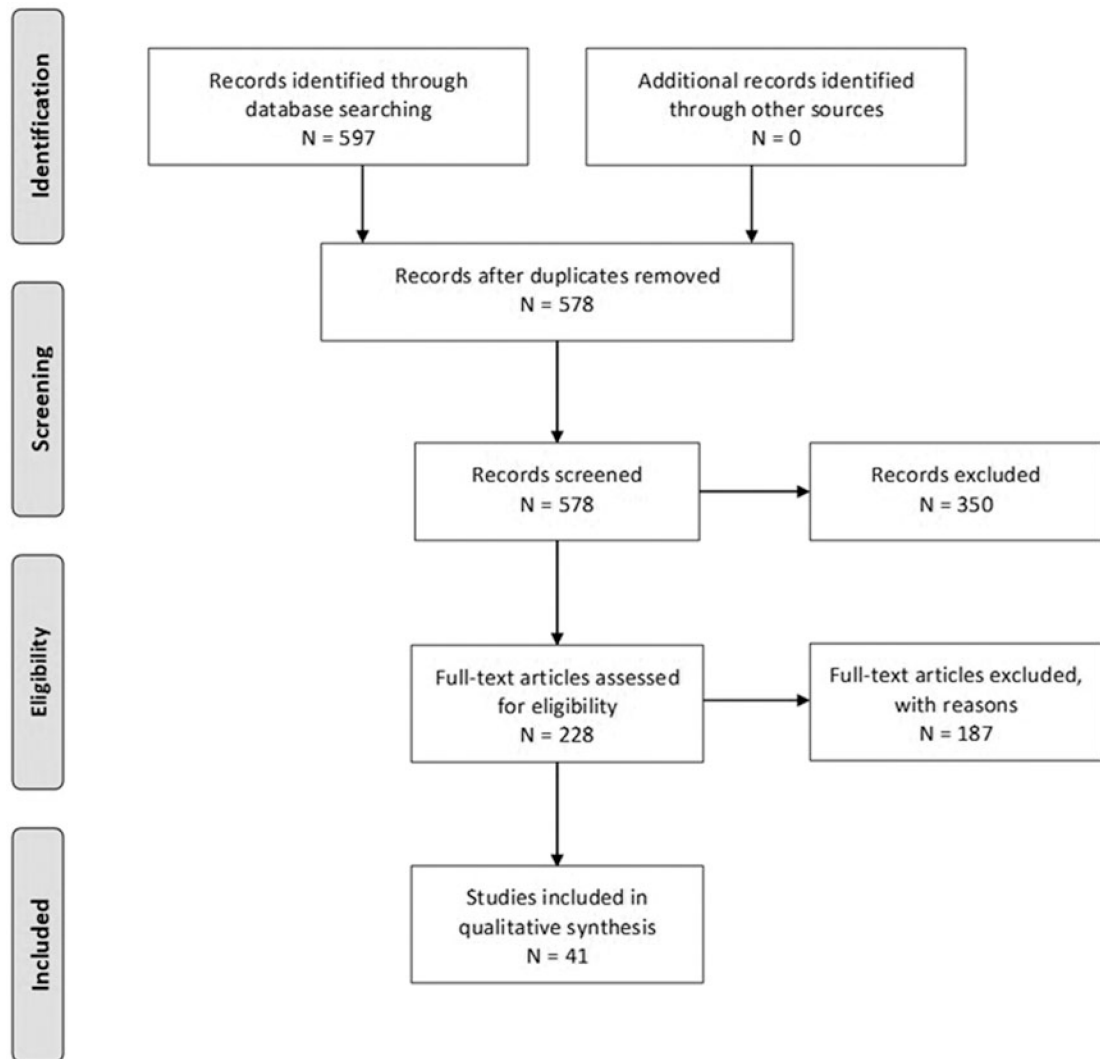 Identification
Records identified through
database searching
N = 597
Additional records identified
through other sources
N = 0
Records after duplicates removed
N = 578
Screening
Records screened
N = 578
Records excluded
N = 350
Eligibility
Full-text articles assessed
for eligibility
N = 228
Full-text articles excluded,
with reasons
N = 187
Included
Studies included in
qualitative synthesis
N = 41